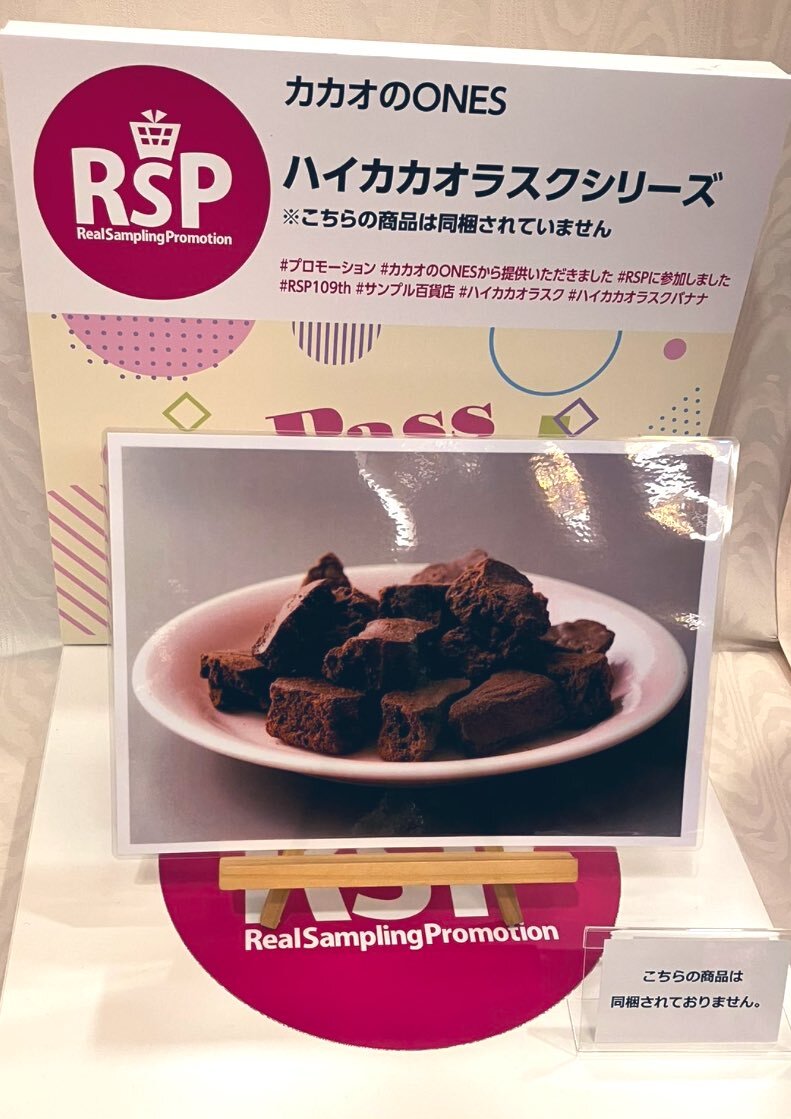 カカオのONES
RSP
RealSamplingPromotion
ハイカカオラスクシリーズ
※こちらの商品は同梱されていません
#プロモーション #カカオのONESから提供いただきました #RSPに参加しました
#RSP109th #サンプル百貨店 #ハイカカオラスク #ハイカカオラスクバナナ
Pass
RealSamplingPromotion
こちらの商品は
同梱されておりません。